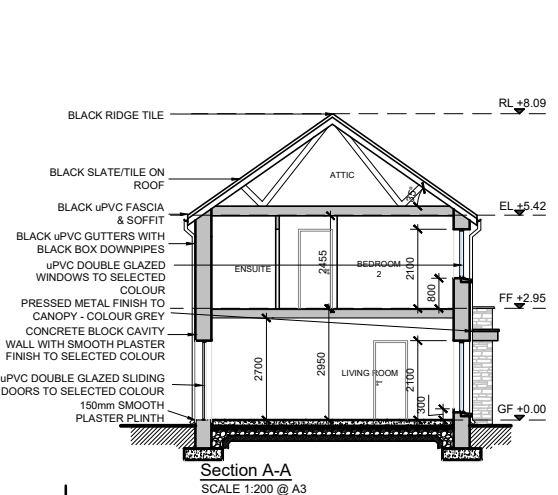 RL +8.09
BLACK RIDGE TILE
BLACK SLATE/TILE ON
ROOF
ATTIC
35°
BLACK uPVC FASCIA
& SOFFIT
EL +5.42
BLACK uPVC GUTTERS WITH
BLACK BOX DOWNPIPES
uPVC DOUBLE GLAZED
WINDOWS TO SELECTED
COLOUR
ENSUITE
2455
BEDROOM
2
2100
800
PRESSED METAL FINISH TO
CANOPY - COLOUR GREY
FF +2.95
CONCRETE BLOCK CAVITY
WALL WITH SMOOTH PLASTER
FINISH TO SELECTED COLOUR
uPVC DOUBLE GLAZED SLIDING
DOORS TO SELECTED COLOUR
2700
2950
LIVING ROOM
2100
300
150mm SMOOTH
PLASTER PLINTH
GF +0.00
Section A-A
SCALE 1:200 @ A3